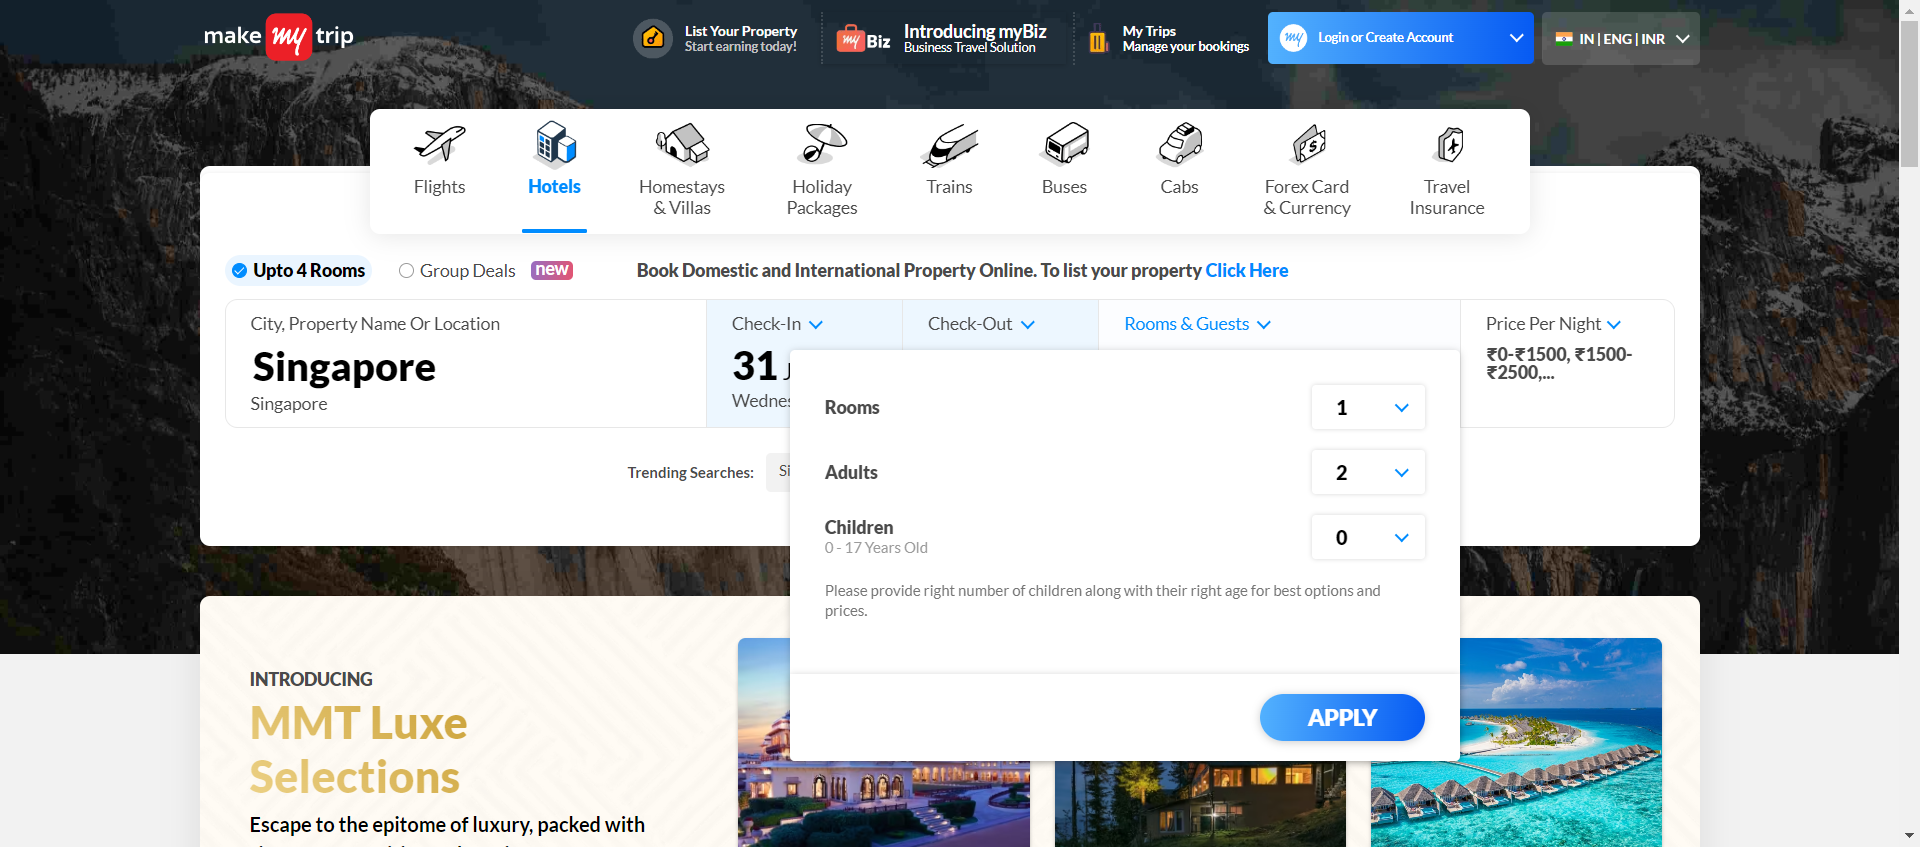 make my trip
List Your Property
Start earning today!
my Biz
Introducing myBiz
Business Travel Solution
My Trips
Manage your bookings
my Login or Create Account
IN | ENG | INR
Flights
Hotels
Homestays
& Villas
Holiday
Packages
Trains
Buses
Cabs
Forex Card
& Currency
Travel
Insurance
Upto 4 Rooms
Group Deals
new
Book Domestic and International Property Online. To list your property Click Here
City, Property Name Or Location
Singapore
Singapore
Check-In
31
Check-Out
Rooms & Guests
Price Per Night
₹0-₹1500, ₹1500-
₹2500,...
Trending Searches:
Rooms
1
Adults
2
Children
0 - 17 Years Old
0
Please provide right number of children along with their right age for best options and
prices.
APPLY
INTRODUCING
MMT Luxe
Selections
Escape to the epitome of luxury, packed with